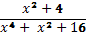 x² + 4
x⁴ + x² + 16